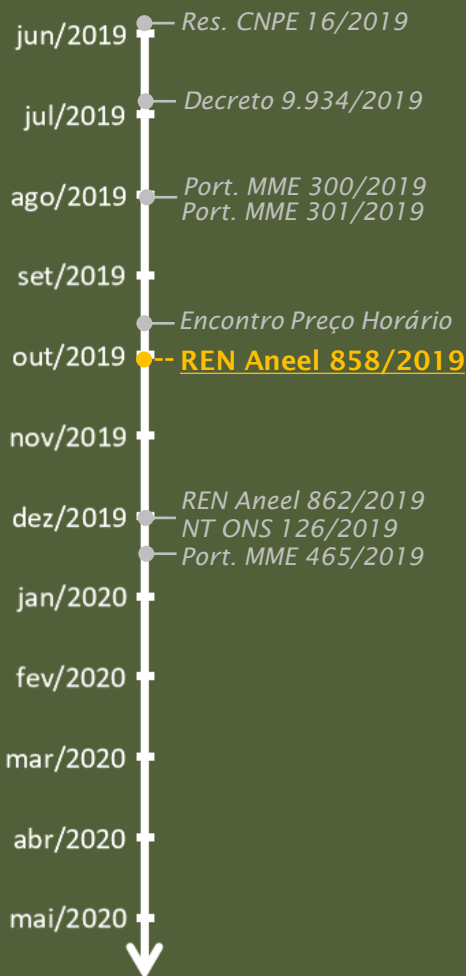 jun/2019
Res. CNPE 16/2019
jul/2019
Decreto 9.934/2019
ago/2019
Port. MME 300/2019
Port. MME 301/2019
set/2019
Encontro Preço Horário
out/2019
REN Aneel 858/2019
nov/2019
dez/2019
REN Aneel 862/2019
NT ONS 126/2019
Port. MME 465/2019
jan/2020
fev/2020
mar/2020
abr/2020
mai/2020